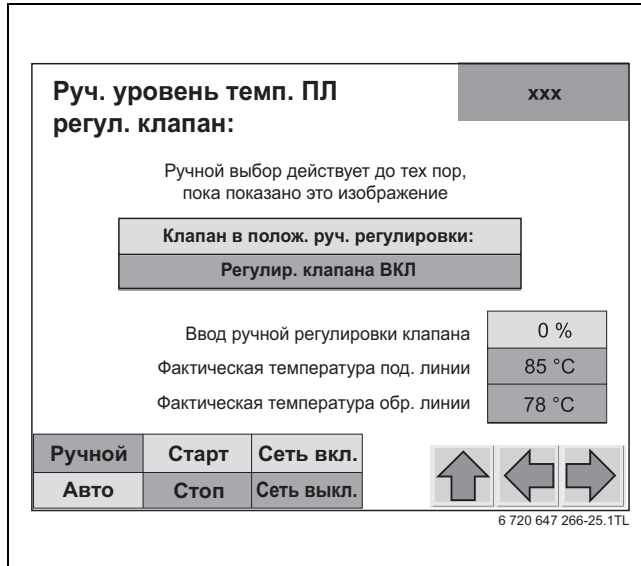 Руч. уровень темп. ПЛ
регул. клапан:
xxx
Ручной выбор действует до тех пор,
пока показано это изображение
Клапан в полож. руч. регулировки:
Регулир. клапана ВКЛ
Ввод ручной регулировки клапана 0 %
Фактическая температура под. линии 85 °C
Фактическая температура обр. линии 78 °C
Ручной Старт Сеть вкл.
Авто Стоп Сеть выкл.
6 720 647 266-25.1TL